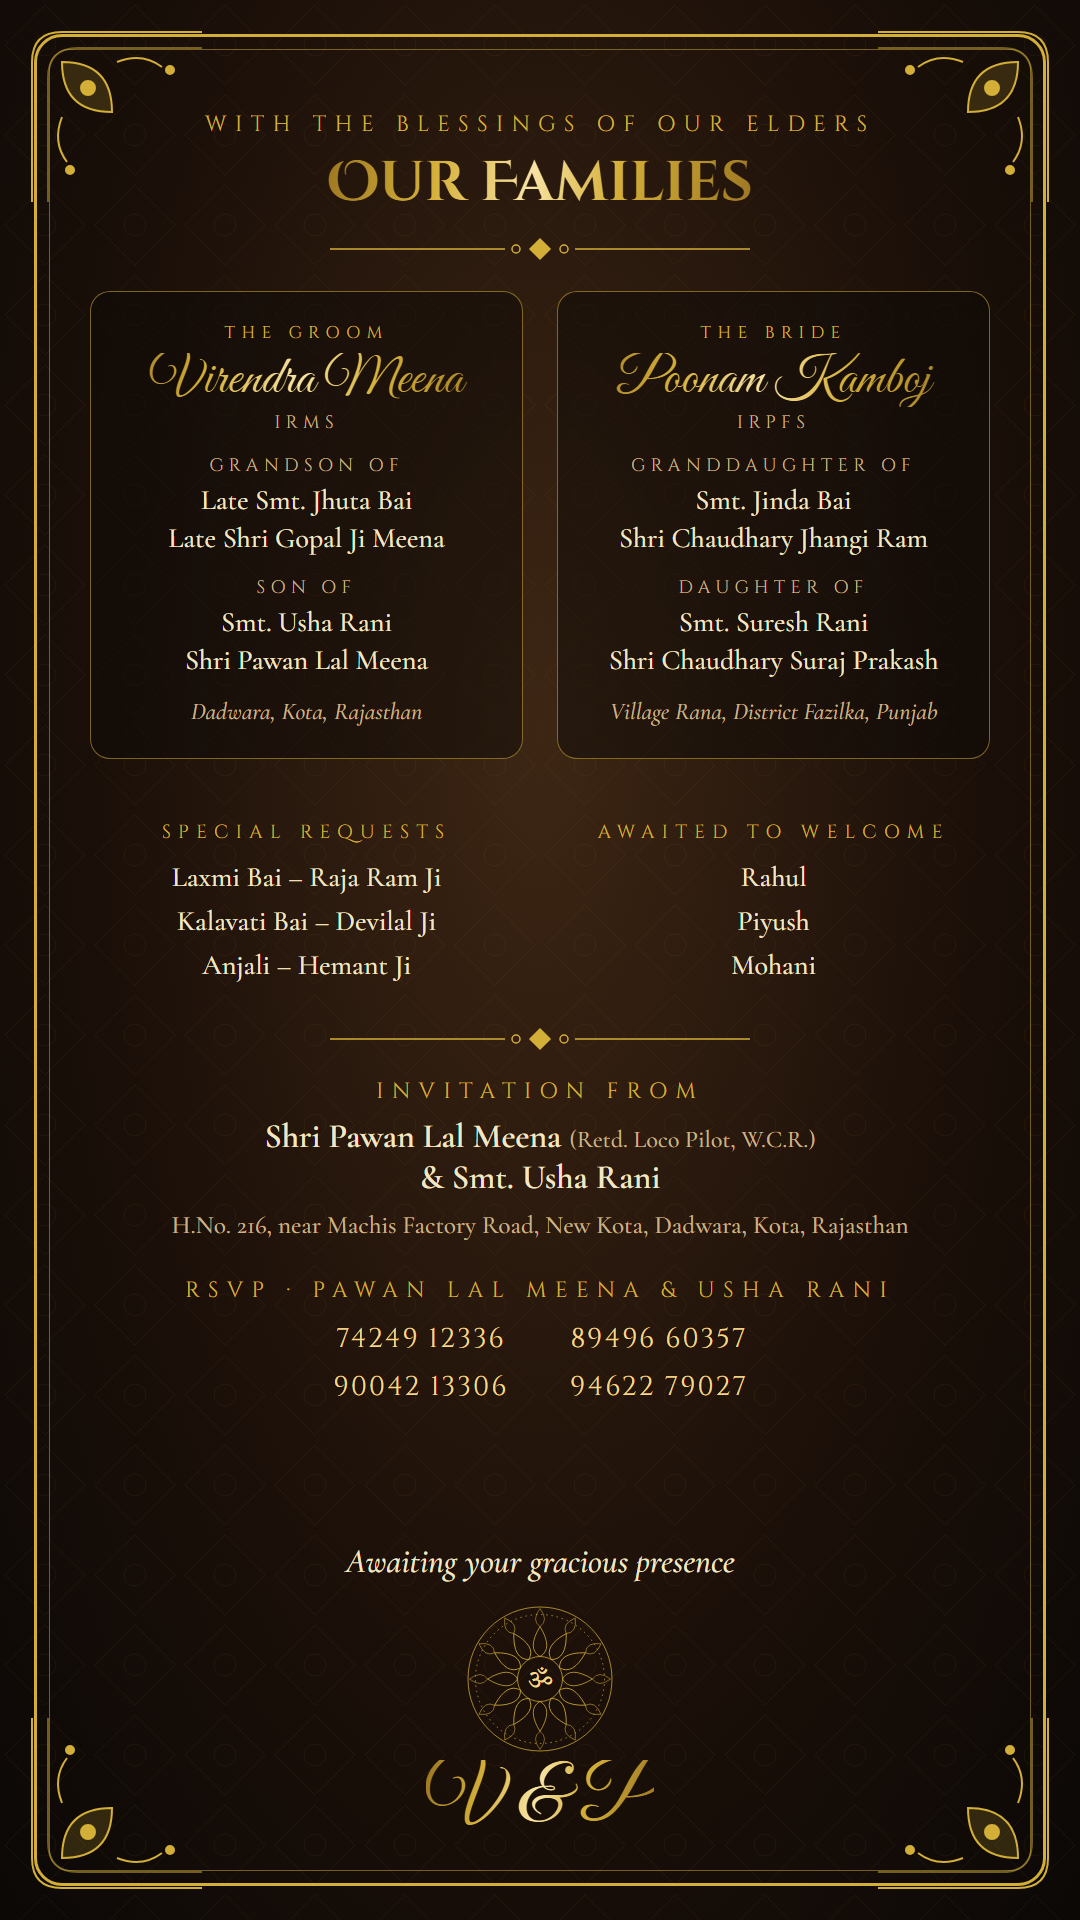 WITH THE BLESSINGS OF OUR ELDERS
OUR FAMILIES
THE GROOM
Virendra Meena
IRMS
GRANDSON OF
Late Smt. Jhuta Bai
Late Shri Gopal Ji Meena
SON OF
Smt. Usha Rani
Shri Pawan Lal Meena
Dadwara, Kota, Rajasthan
THE BRIDE
Poonam Kamboj
IRPFS
GRANDDAUGHTER OF
Smt. Jinda Bai
Shri Chaudhary Jhangi Ram
DAUGHTER OF
Smt. Suresh Rani
Shri Chaudhary Suraj Prakash
Village Rana, District Fazilka, Punjab
SPECIAL REQUESTS
Laxmi Bai – Raja Ram Ji
Kalavati Bai – Devilal Ji
Anjali – Hemant Ji
AWAITED TO WELCOME
Rahul
Piyush
Mohani
INVITATION FROM
Shri Pawan Lal Meena (Retd. Loco Pilot, W.C.R.)
& Smt. Usha Rani
H.No. 216, near Machis Factory Road, New Kota, Dadwara, Kota, Rajasthan
RSVP · PAWAN LAL MEENA & USHA RANI
74249 12336 89496 60357
90042 13306 94622 79027
Awaiting your gracious presence
ॐ
V & P